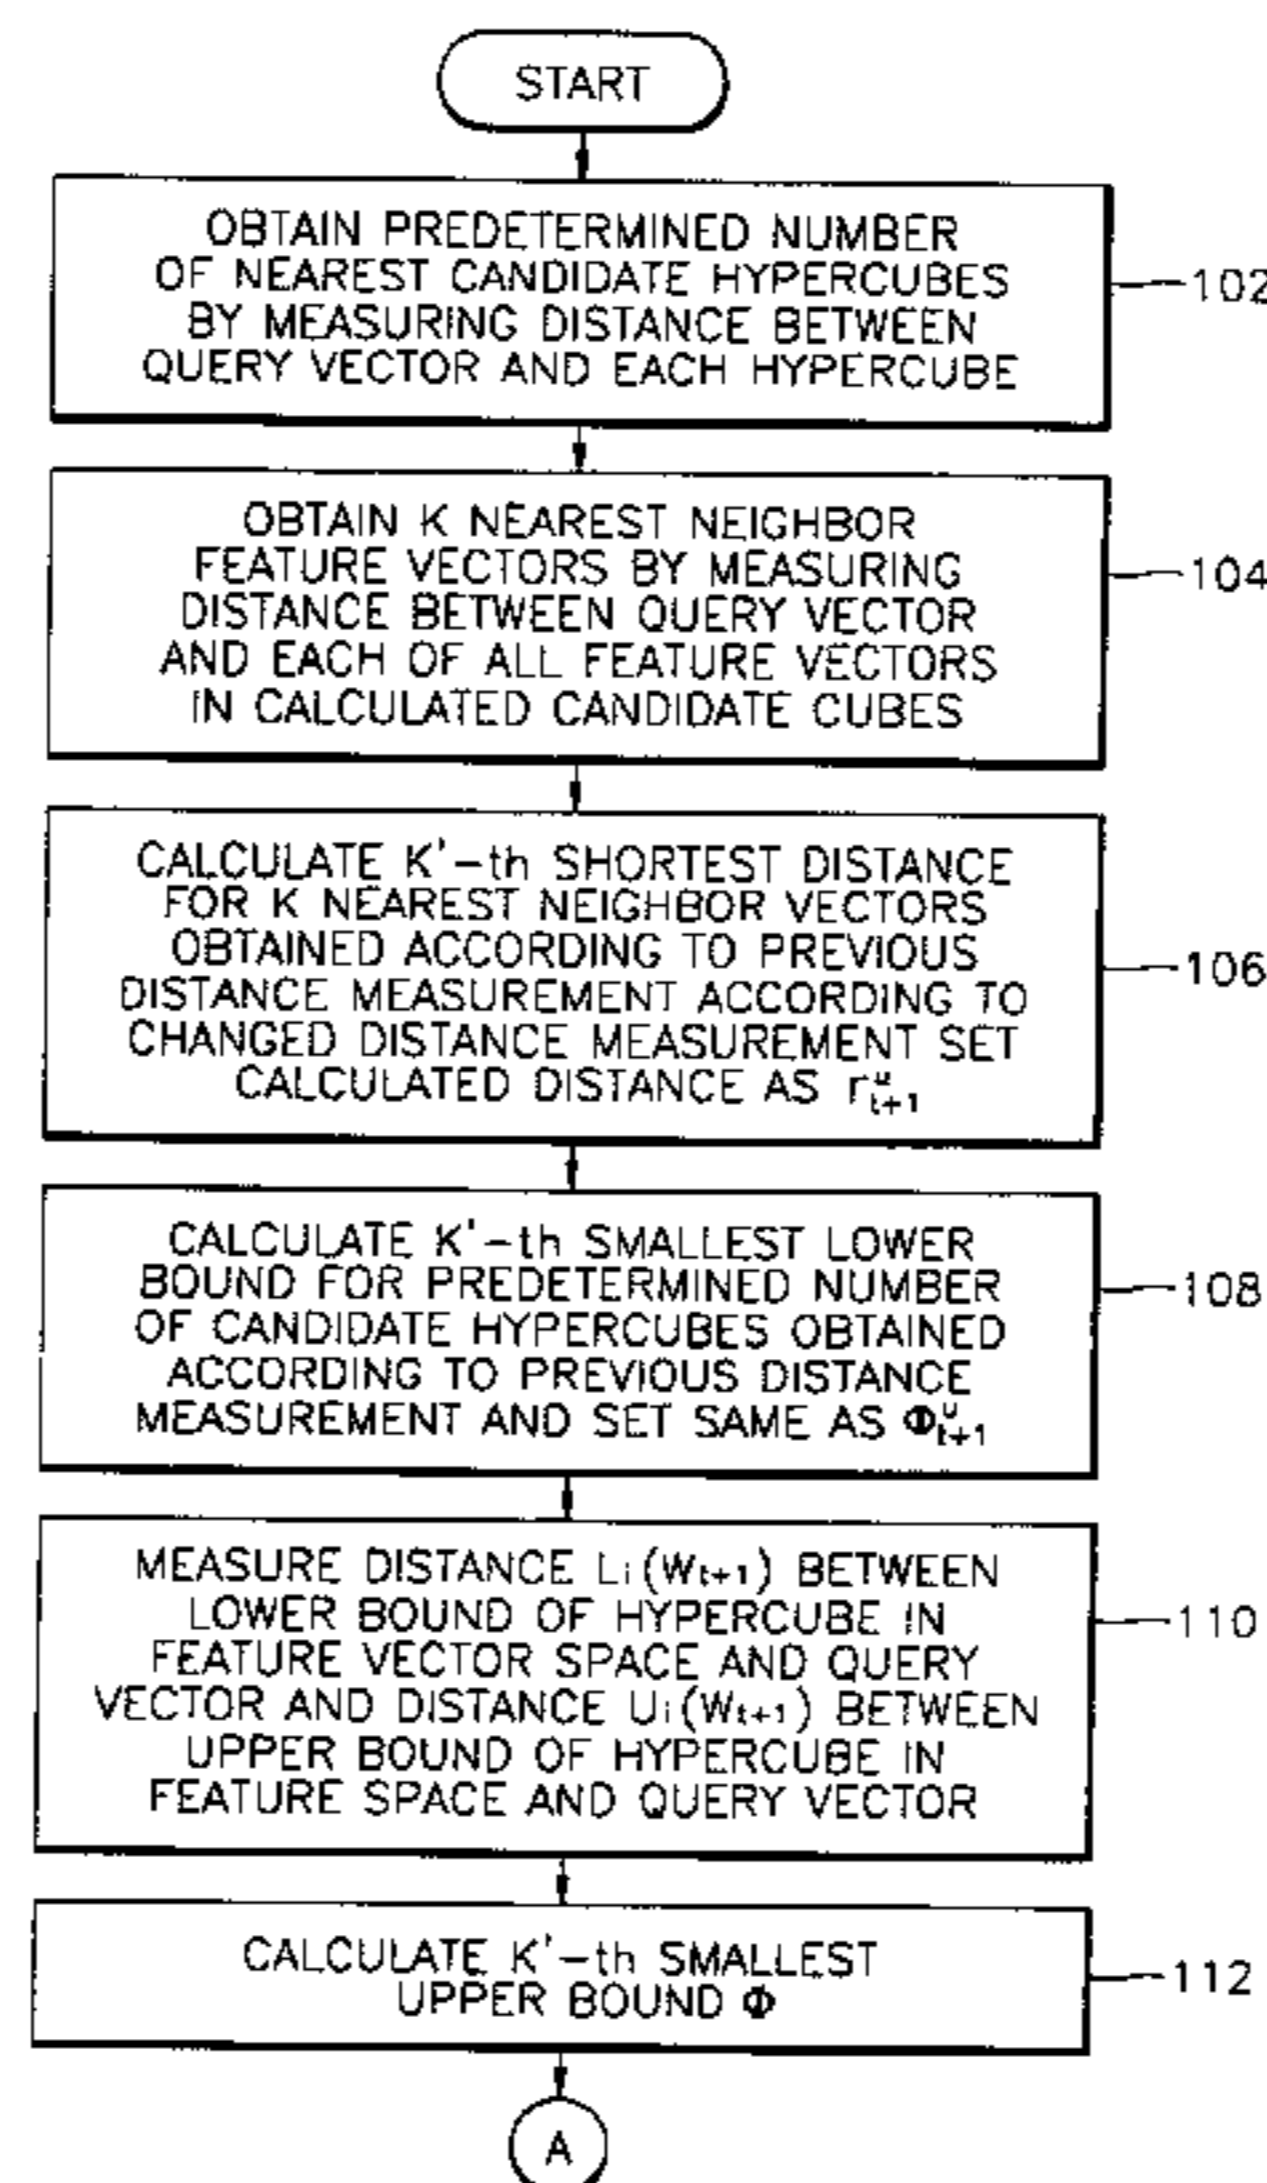 START
OBTAIN PREDETERMINED NUMBER
OF NEAREST CANDIDATE HYPERCUBES
BY MEASURING DISTANCE BETWEEN
QUERY VECTOR AND EACH HYPERCUBE
102
OBTAIN K NEAREST NEIGHBOR
FEATURE VECTORS BY MEASURING
DISTANCE BETWEEN QUERY VECTOR
AND EACH OF ALL FEATURE VECTORS
IN CALCULATED CANDIDATE CUBES
104
CALCULATE K'-th SHORTEST DISTANCE
FOR K NEAREST NEIGHBOR VECTORS
OBTAINED ACCORDING TO PREVIOUS
DISTANCE MEASUREMENT ACCORDING TO
CHANGED DISTANCE MEASUREMENT SET
CALCULATED DISTANCE AS r^u_{t+1}
106
CALCULATE K'-th SMALLEST LOWER
BOUND FOR PREDETERMINED NUMBER
OF CANDIDATE HYPERCUBES OBTAINED
ACCORDING TO PREVIOUS DISTANCE
MEASUREMENT AND SET SAME AS Φ^u_{t+1}
108
MEASURE DISTANCE Li(Wt+1) BETWEEN
LOWER BOUND OF HYPERCUBE IN
FEATURE VECTOR SPACE AND QUERY
VECTOR AND DISTANCE Ui(Wt+1) BETWEEN
UPPER BOUND OF HYPERCUBE IN
FEATURE SPACE AND QUERY VECTOR
110
CALCULATE K'-th SMALLEST
UPPER BOUND Φ
112
A